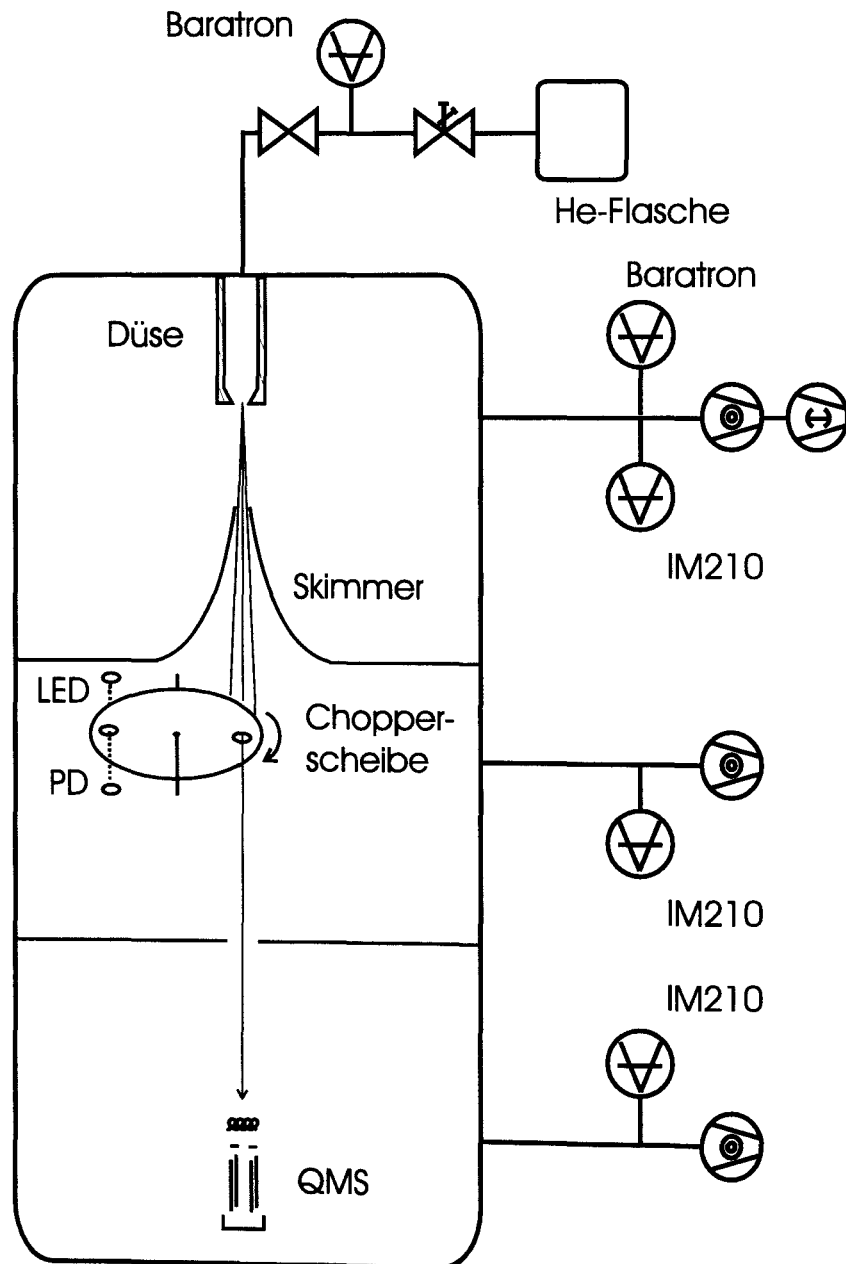 Baratron
He-Flasche
Baratron
Düse
IM210
Skimmer
LED
Chopper-
scheibe
PD
IM210
IM210
QMS